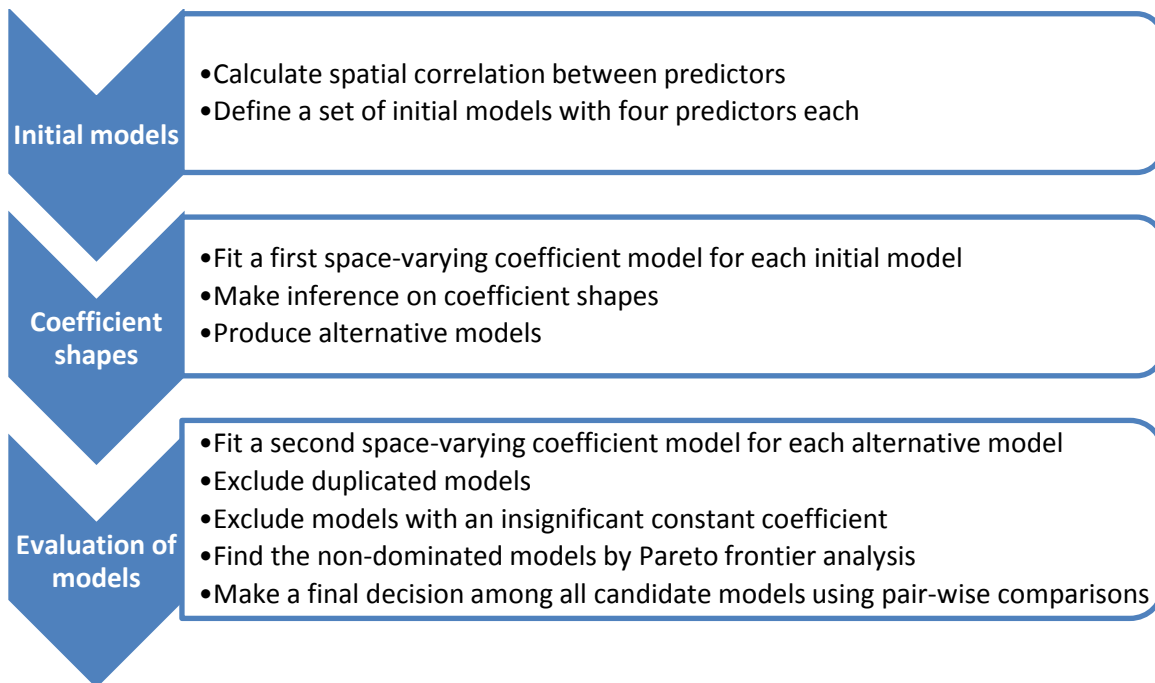 Initial models
•Calculate spatial correlation between predictors
•Define a set of initial models with four predictors each
Coefficient
shapes
•Fit a first space-varying coefficient model for each initial model
•Make inference on coefficient shapes
•Produce alternative models
Evaluation of
models
•Fit a second space-varying coefficient model for each alternative model
•Exclude duplicated models
•Exclude models with an insignificant constant coefficient
•Find the non-dominated models by Pareto frontier analysis
•Make a final decision among all candidate models using pair-wise comparisons